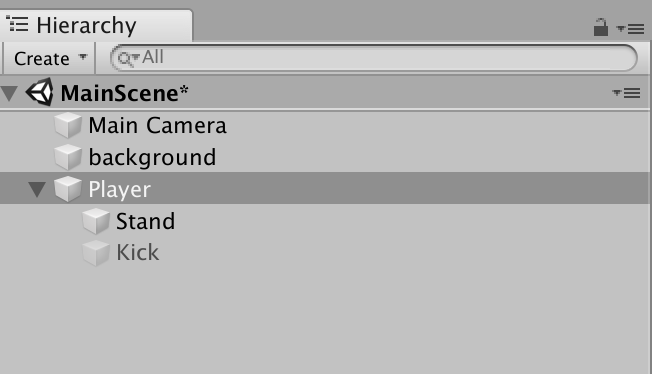 Hierarchy
Create All
MainScene*
Main Camera
background
Player
Stand
Kick